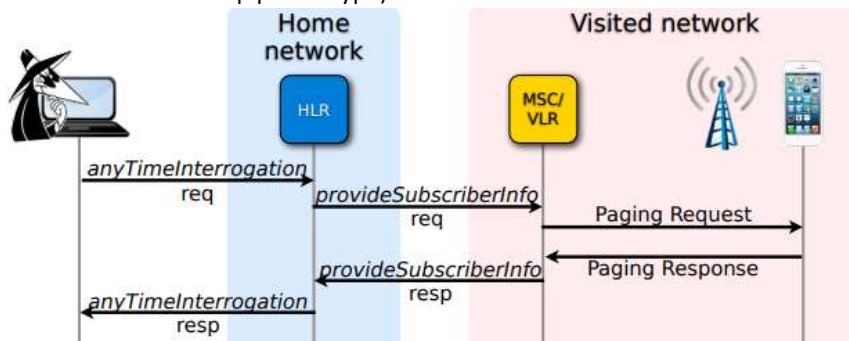 Home
network
Visited network
HLR
MSC/
VLR
anyTimeInterrogation
req
provideSubscriberInfo
req
Paging Request
Paging Response
provideSubscriberInfo
resp
anyTimeInterrogation
resp